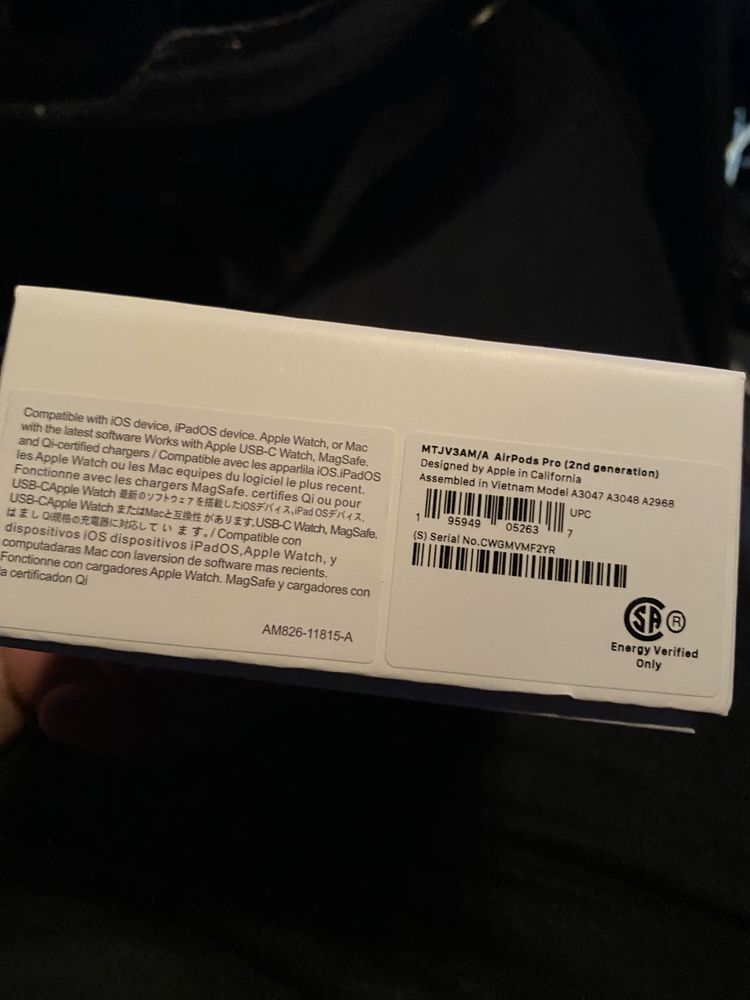 Compatible with iOS device, iPadOS device. Apple Watch, or Mac
with the latest software Works with Apple USB-C Watch, MagSafe.
and Qi-certified chargers / Compatible avec les apparlila iOS.iPadOS
les Apple Watch ou les Mac equipes du logiciel le plus recent.
Fonctionne avec les chargers MagSafe. certifies Qi ou pour
USB-CApple Watch 最新のソフトウェアを搭載したiOSデバイス、iPad OSデバイス,
USB-CApple Watch またはMacと互換性 があります.USB-C Watch, MagSafe.
は まし Qi規格の充電器に対応して い ま す。/ Compatible con
dispositivos iOS dispositivos iPadOS,Apple Watch, y
computadaras Mac con laversion de software mas recients.
Fonctionne con cargadores Apple Watch. MagSafe y cargadores con
la certificadon Qi
AM826-11815-A
MTJV3AM/A AirPods Pro (2nd generation)
Designed by Apple in California
Assembled in Vietnam Model A3047 A3048 A2968
UPC
1 95949 05263 7
(S) Serial No.CWGMVMF2YR
SA ®
Energy Verified
Only